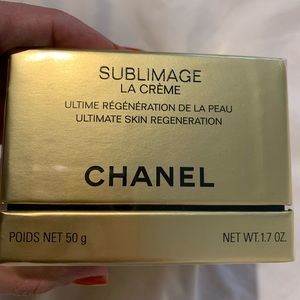 SUBLIMAGE
LA CRÈME
ULTIME RÉGÉNÉRATION DE LA PEAU
ULTIMATE SKIN REGENERATION
CHANEL
POIDS NET 50 g NET WT. 1.7 OZ.